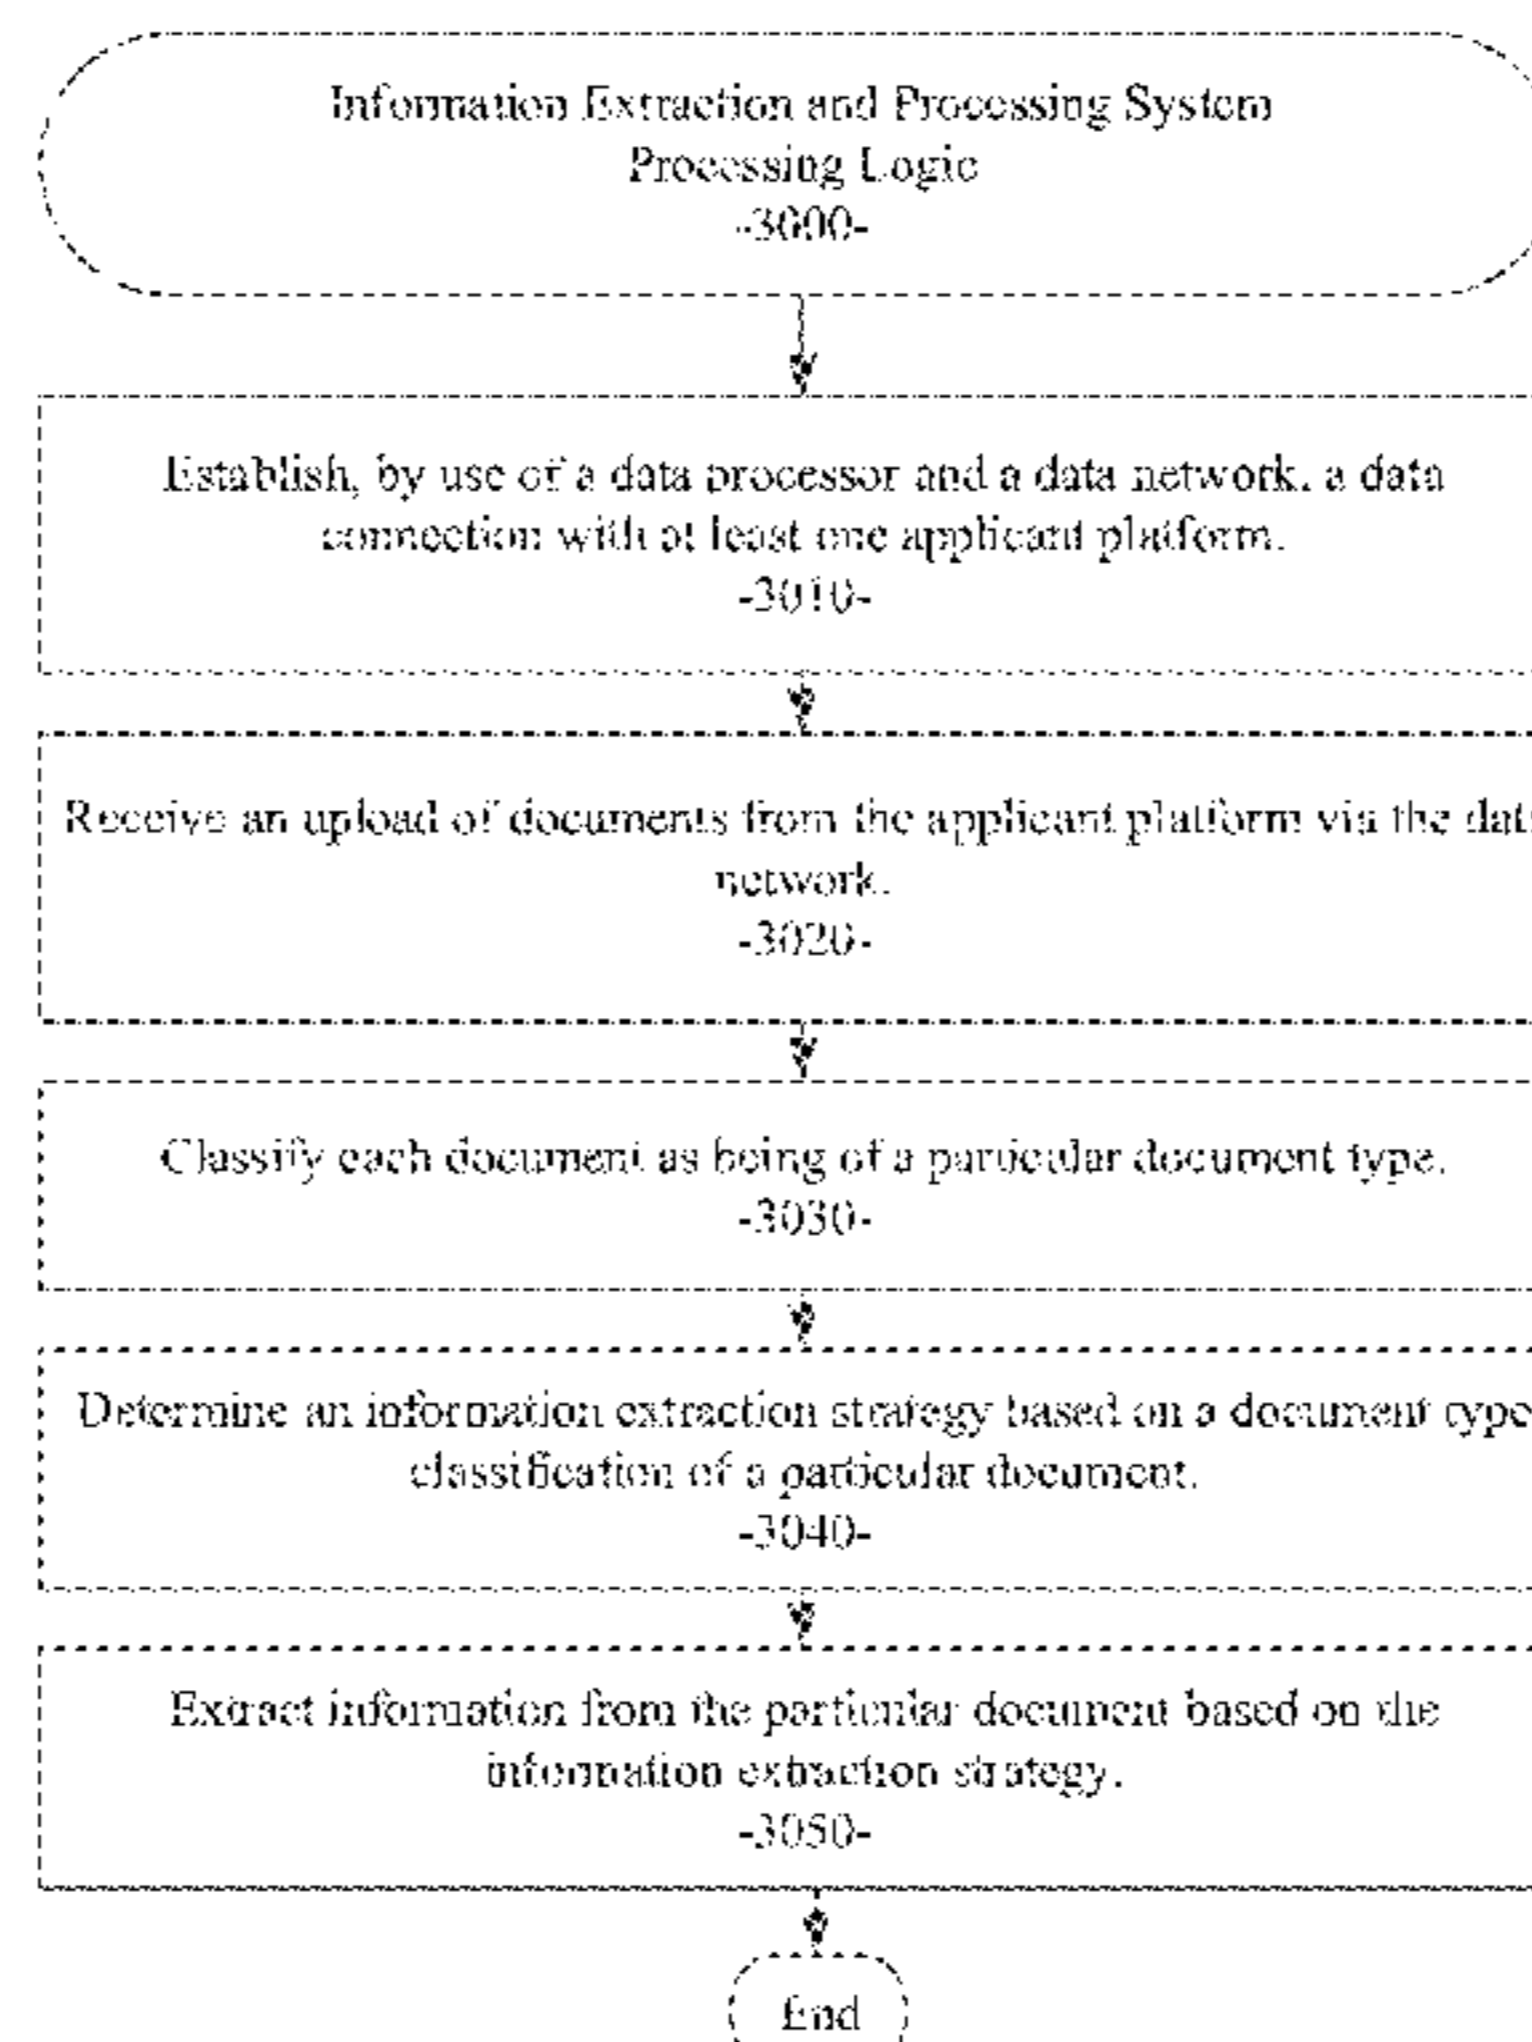 Information Extraction and Processing System
Processing Logic
-3000-
Establish, by use of a data processor and a data network, a data
connection with at least one applicant platform.
-3010-
Receive an upload of documents from the applicant platform via the data
network.
-3020-
Classify each document as being of a particular document type.
-3030-
Determine an information extraction strategy based on a document type
classification of a particular document.
-3040-
Extract information from the particular document based on the
information extraction strategy.
-3050-
End